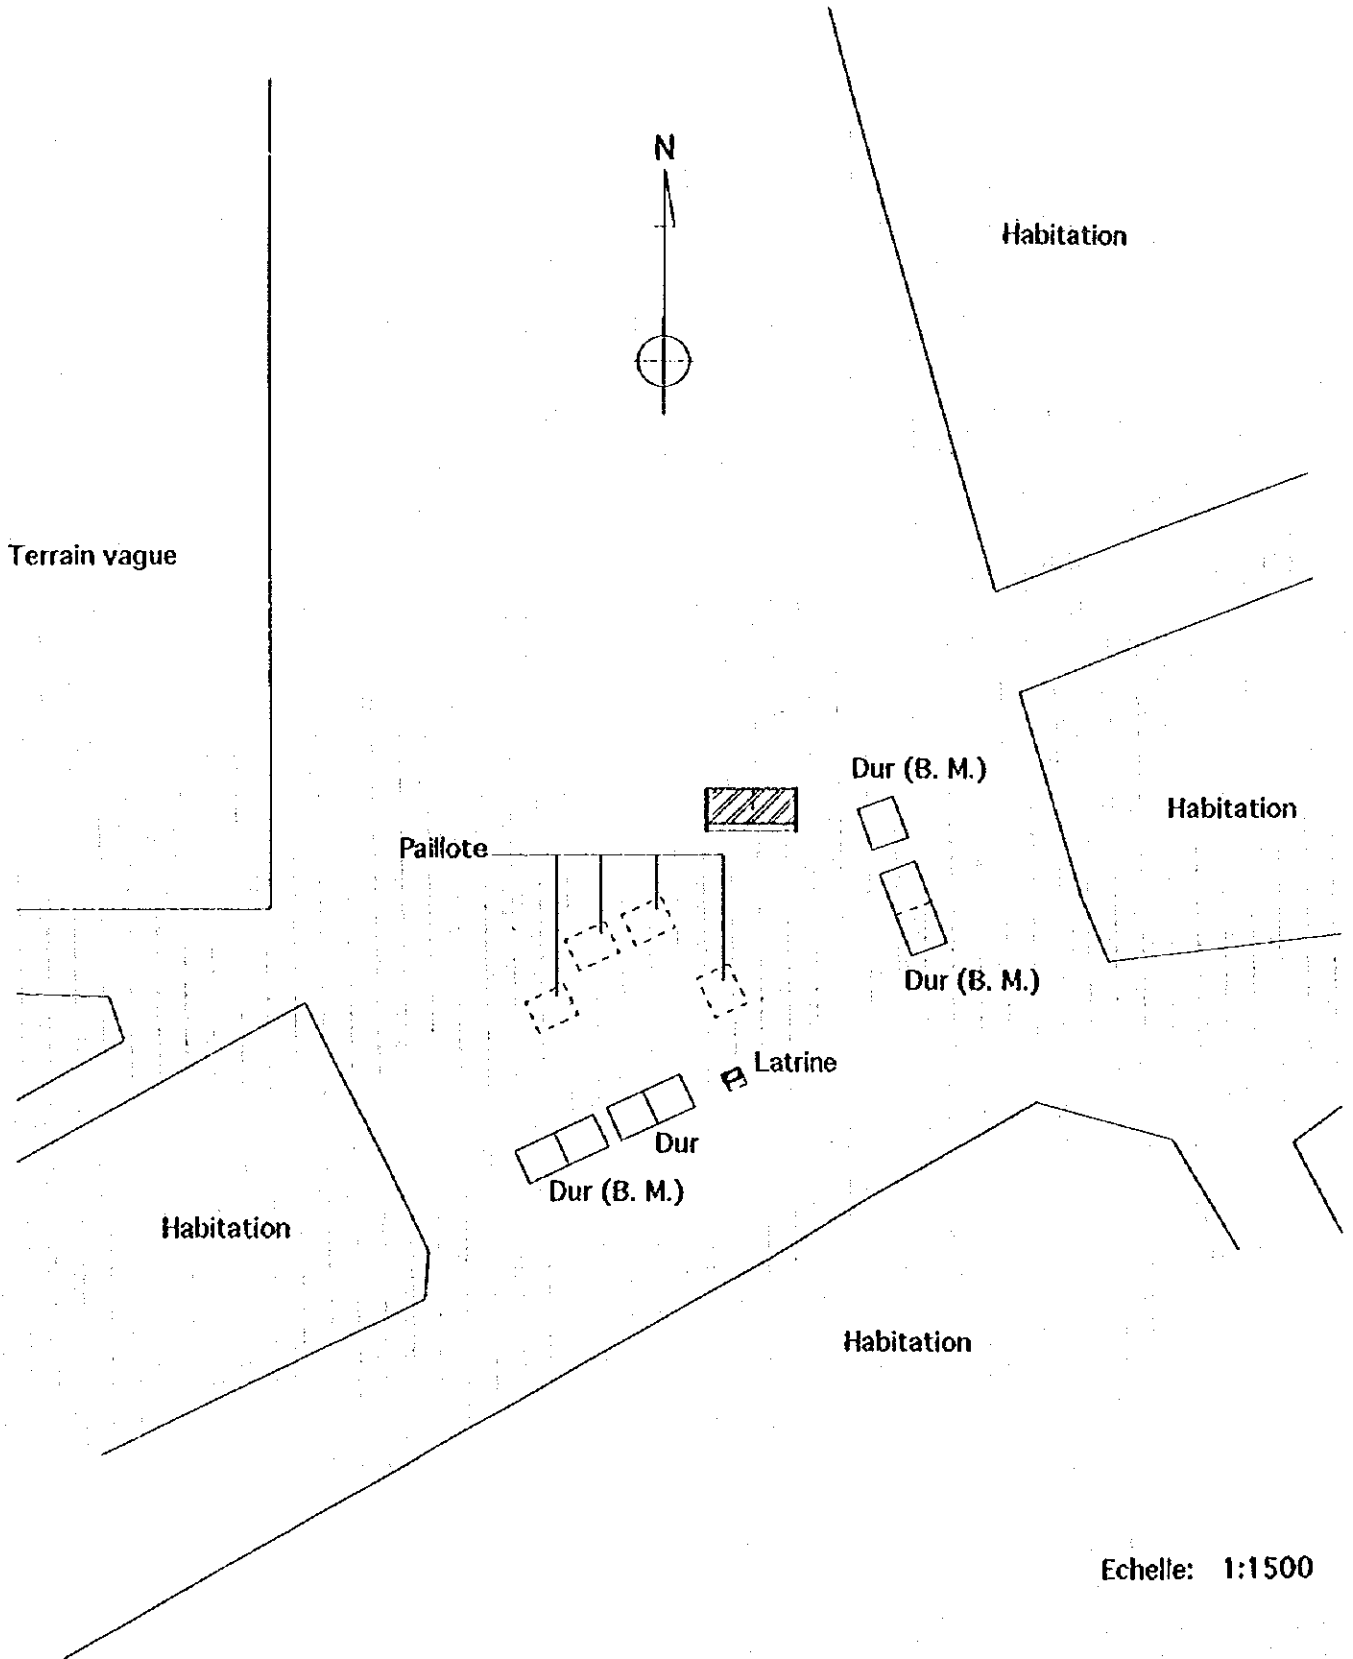 N
Habitation
Terrain vague
Dur (B. M.)
Habitation
Paillote
Dur (B. M.)
Latrine
Dur
Dur (B. M.)
Habitation
Habitation
Echelle: 1:1500